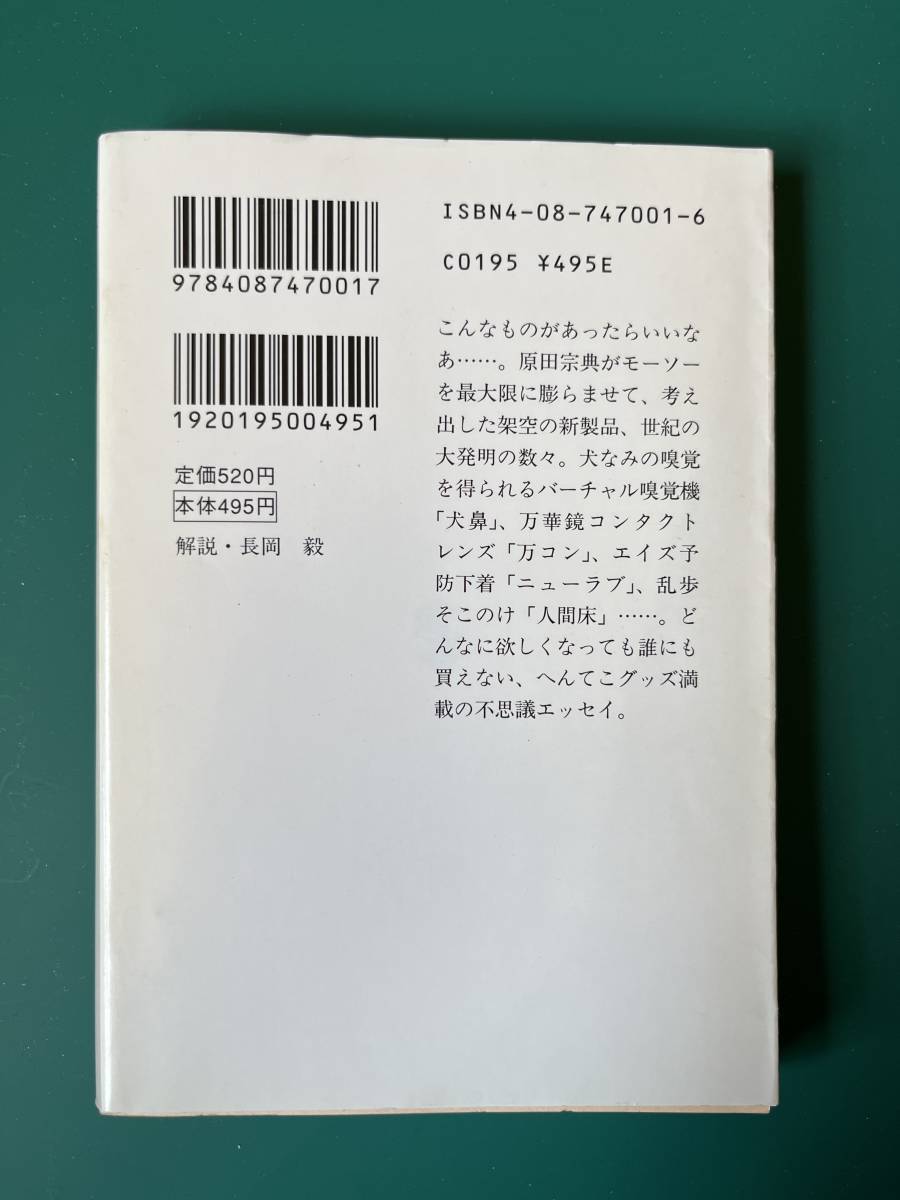 9784087470017
1920195004951
定価520円
本体495円
解説・長岡　毅
ISBN4-08-747001-6
C0195 ¥495E
こんなものがあったらいいな
あ……。原田宗典がモーソー
を最大限に膨らませて、考え
出した架空の新製品、世紀の
大発明の数々。犬なみの嗅覚
を得られるバーチャル嗅覚機
「犬鼻」、万華鏡コンタクト
レンズ「万コン」、エイズ予
防下着「ニューラブ」、乱歩
そこのけ「人間床」……。ど
んなに欲しくなっても誰にも
買えない、へんてこグッズ満
載の不思議エッセイ。